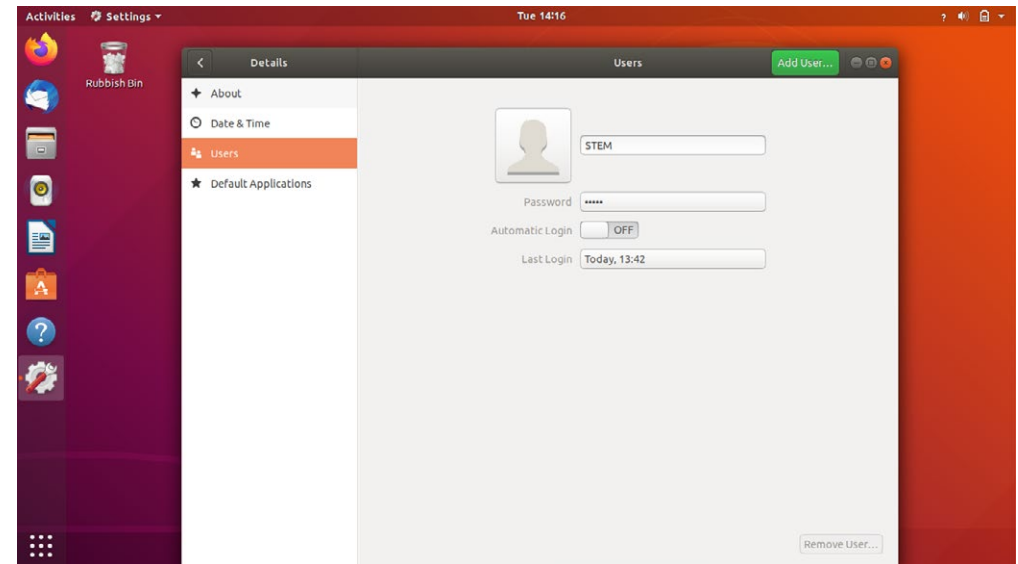 Activities Settings Tue 14:16 ?
Rubbish Bin
Details Users Add User...
About
Date & Time
Users
Default Applications
STEM
Password •••••
Automatic Login OFF
Last Login Today, 13:42
Remove User...